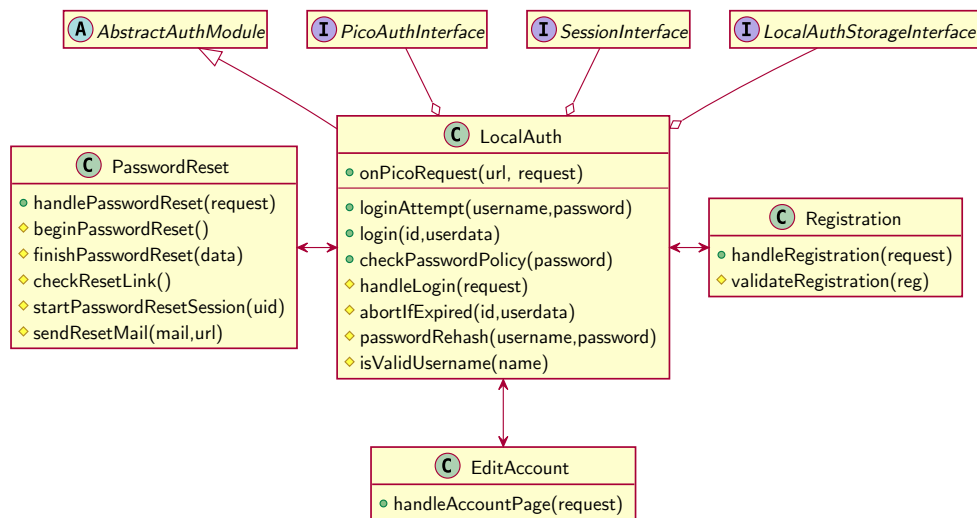 A AbstractAuthModule
I PicoAuthInterface
I SessionInterface
I LocalAuthStorageInterface
C LocalAuth
onPicoRequest(url, request)
loginAttempt(username,password)
login(id,userdata)
checkPasswordPolicy(password)
handleLogin(request)
abortIfExpired(id,userdata)
passwordRehash(username,password)
isValidUsername(name)
C PasswordReset
handlePasswordReset(request)
beginPasswordReset()
finishPasswordReset(data)
checkResetLink()
startPasswordResetSession(uid)
sendResetMail(mail,url)
C Registration
handleRegistration(request)
validateRegistration(reg)
C EditAccount
handleAccountPage(request)